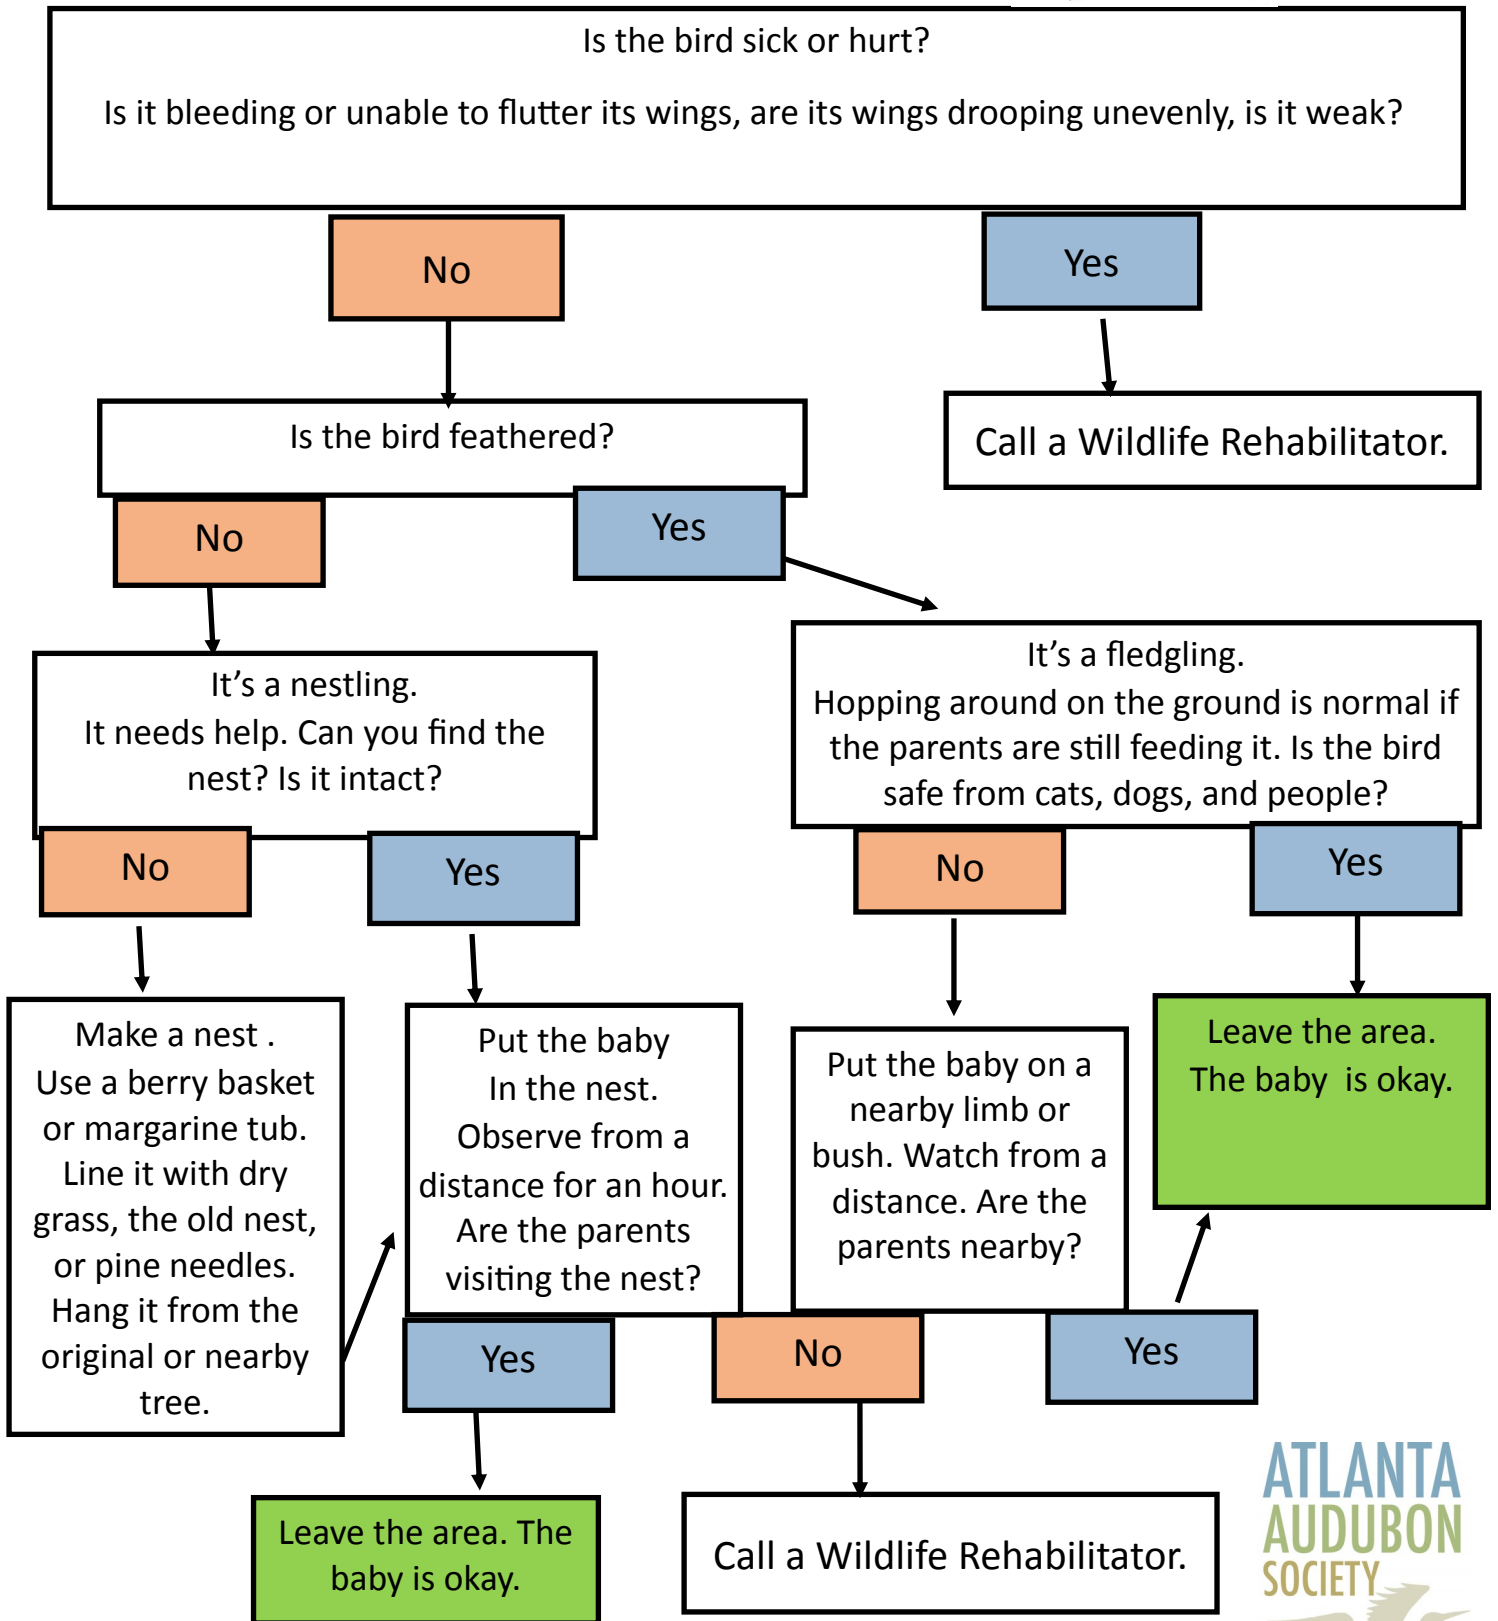 Is the bird sick or hurt?
Is it bleeding or unable to flutter its wings, are its wings drooping unevenly, is it weak?
No
Yes
Is the bird feathered?
Call a Wildlife Rehabilitator.
No
Yes
It's a nestling.
It needs help. Can you find the
nest? Is it intact?
It's a fledgling.
Hopping around on the ground is normal if
the parents are still feeding it. Is the bird
safe from cats, dogs, and people?
No
Yes
No
Yes
Make a nest .
Use a berry basket
or margarine tub.
Line it with dry
grass, the old nest,
or pine needles.
Hang it from the
original or nearby
tree.
Put the baby
In the nest.
Observe from a
distance for an hour.
Are the parents
visiting the nest?
Put the baby on a
nearby limb or
bush. Watch from a
distance. Are the
parents nearby?
Leave the area.
The baby  is okay.
Yes
No
Yes
Leave the area. The
baby is okay.
Call a Wildlife Rehabilitator.
ATLANTA
AUDUBON
SOCIETY